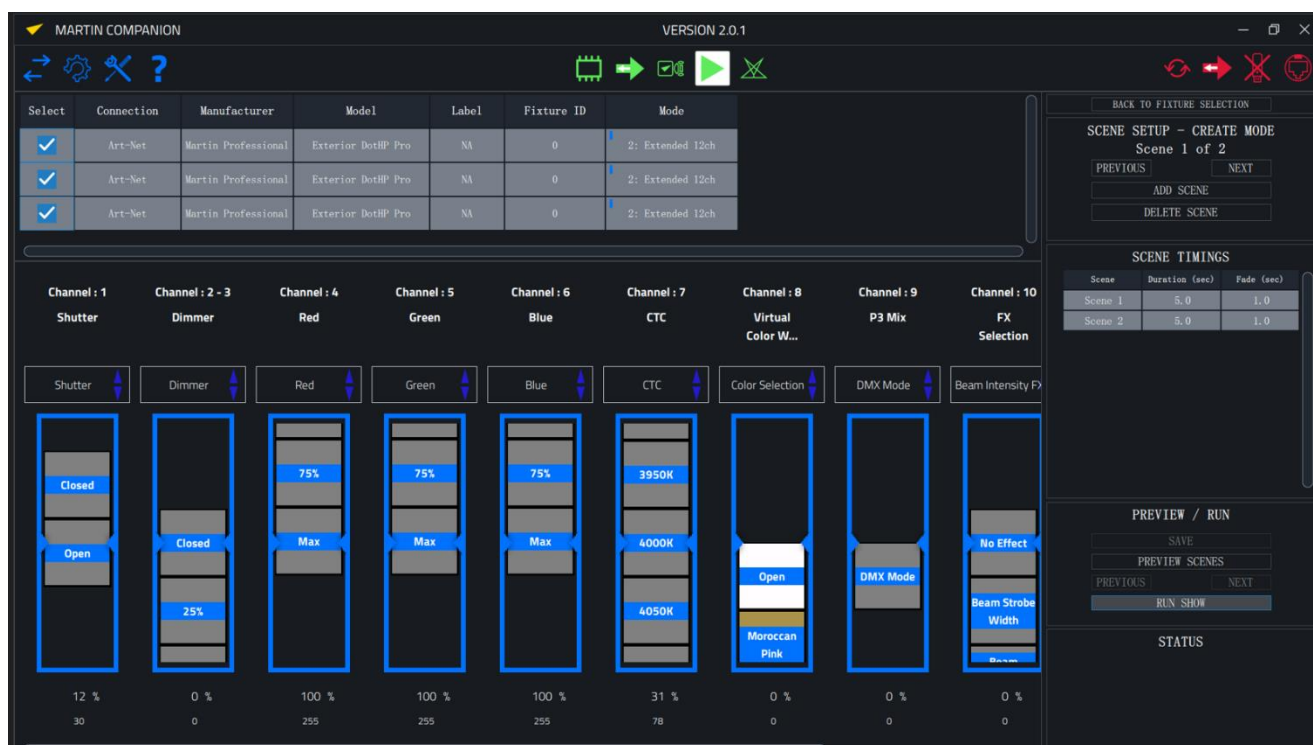 MARTIN COMPANION
VERSION 2.0.1
?
Select Connection Manufacturer Model Label Fixture ID Mode
Art-Net Martin Professional Exterior DotHP Pro NA 0 2: Extended 12ch
Art-Net Martin Professional Exterior DotHP Pro NA 0 2: Extended 12ch
Art-Net Martin Professional Exterior DotHP Pro NA 0 2: Extended 12ch
Channel : 1 Channel : 2 - 3 Channel : 4 Channel : 5 Channel : 6 Channel : 7 Channel : 8 Channel : 9 Channel : 10
Shutter Dimmer Red Green Blue CTC Virtual P3 Mix FX
Color W... Selection
Shutter Dimmer Red Green Blue CTC Color Selection DMX Mode Beam Intensity FX
75% 75% 75% 3950K
Closed
Closed Max Max Max 4000K No Effect
Open
Open DMX Mode
25% 4050K Beam Strobe
Width
Moroccan
Pink
Beam
12 % 0 % 100 % 100 % 100 % 31 % 0 % 0 % 0 %
30 0 255 255 255 78 0 0 0
BACK TO FIXTURE SELECTION
SCENE SETUP - CREATE MODE
Scene 1 of 2
PREVIOUS NEXT
ADD SCENE
DELETE SCENE
SCENE TIMINGS
Scene Duration (sec) Fade (sec)
Scene 1 5.0 1.0
Scene 2 5.0 1.0
PREVIEW / RUN
SAVE
PREVIEW SCENES
PREVIOUS NEXT
RUN SHOW
STATUS